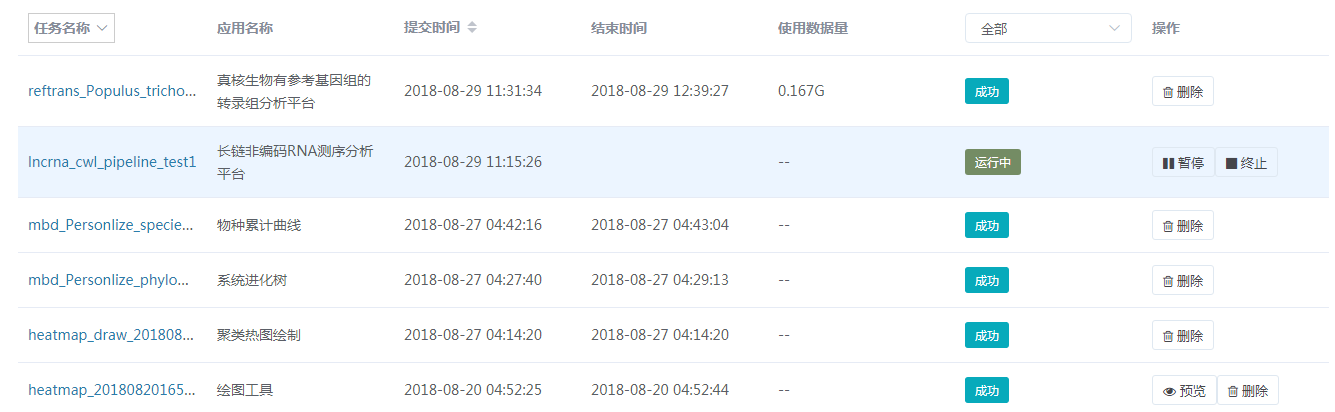 任务名称 应用名称 提交时间 结束时间 使用数据量 全部 操作
reftrans_Populus_tricho... 真核生物有参考基因组的 2018-08-29 11:31:34 2018-08-29 12:39:27 0.167G 成功 删除
转录组分析平台
lncrna_cwl_pipeline_test1 长链非编码RNA测序分析 2018-08-29 11:15:26 -- 运行中 暂停 终止
平台
mbd_Personlize_specie... 物种累计曲线 2018-08-27 04:42:16 2018-08-27 04:43:04 -- 成功 删除
mbd_Personlize_phylo... 系统进化树 2018-08-27 04:27:40 2018-08-27 04:29:13 -- 成功 删除
heatmap_draw_201808... 聚类热图绘制 2018-08-27 04:14:20 2018-08-27 04:14:20 -- 成功 删除
heatmap_20180820165... 绘图工具 2018-08-20 04:52:25 2018-08-20 04:52:44 -- 成功 预览 删除